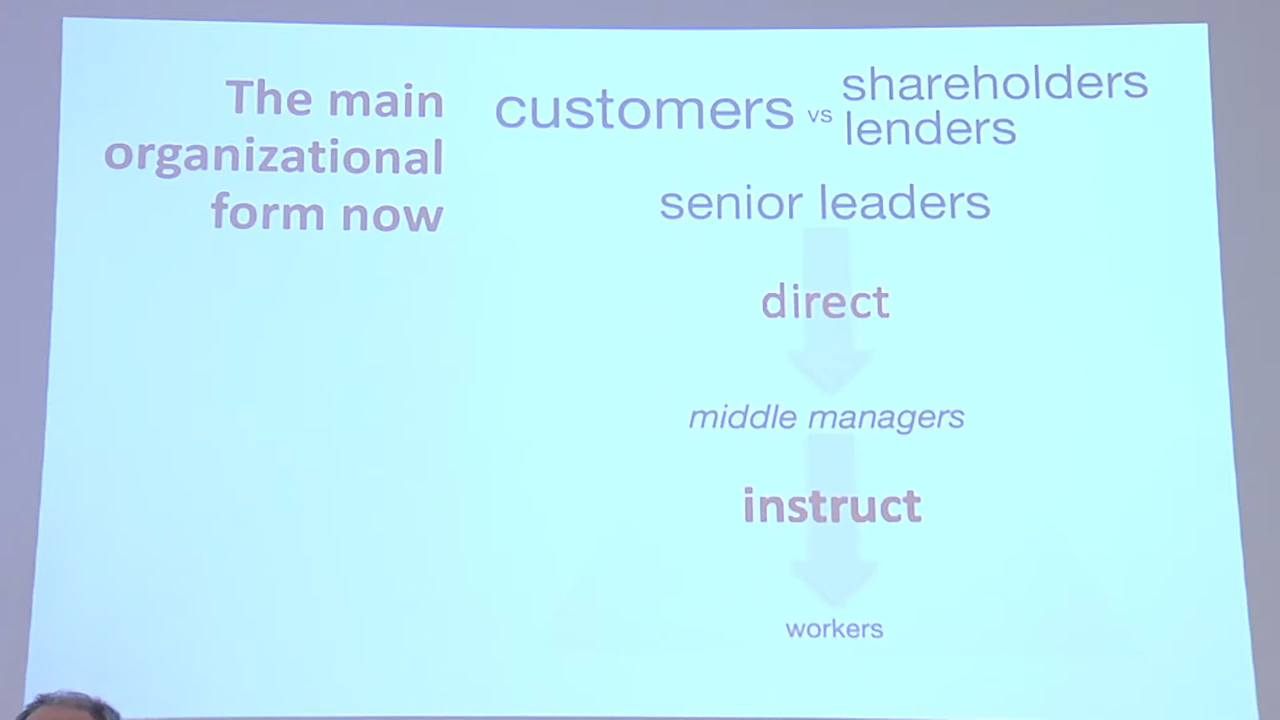 The main
organizational
form now
customers vs shareholders
lenders
senior leaders
direct
middle managers
instruct
workers